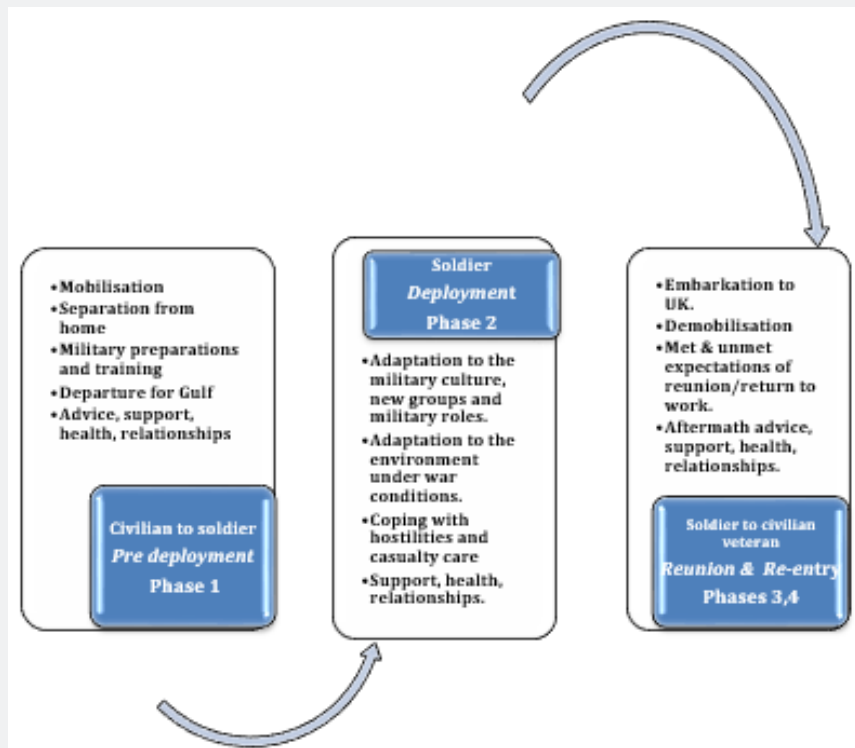 •Mobilisation
•Separation from
home
•Military preparations
and training
•Departure for Gulf
•Advice, support,
health, relationships
Civilian to soldier
Pre deployment
Phase 1
Soldier
Deployment
Phase 2
•Adaptation to the
military culture,
new groups and
military roles.
•Adaptation to the
environment
under war
conditions.
•Coping with
hostilities and
casualty care
•Support, health,
relationships.
•Embarkation to
UK.
•Demobilisation
•Met & unmet
expectations of
reunion/return to
work.
•Aftermath advice,
support, health,
relationships.
Soldier to civilian
veteran
Reunion & Re-entry
Phases 3,4